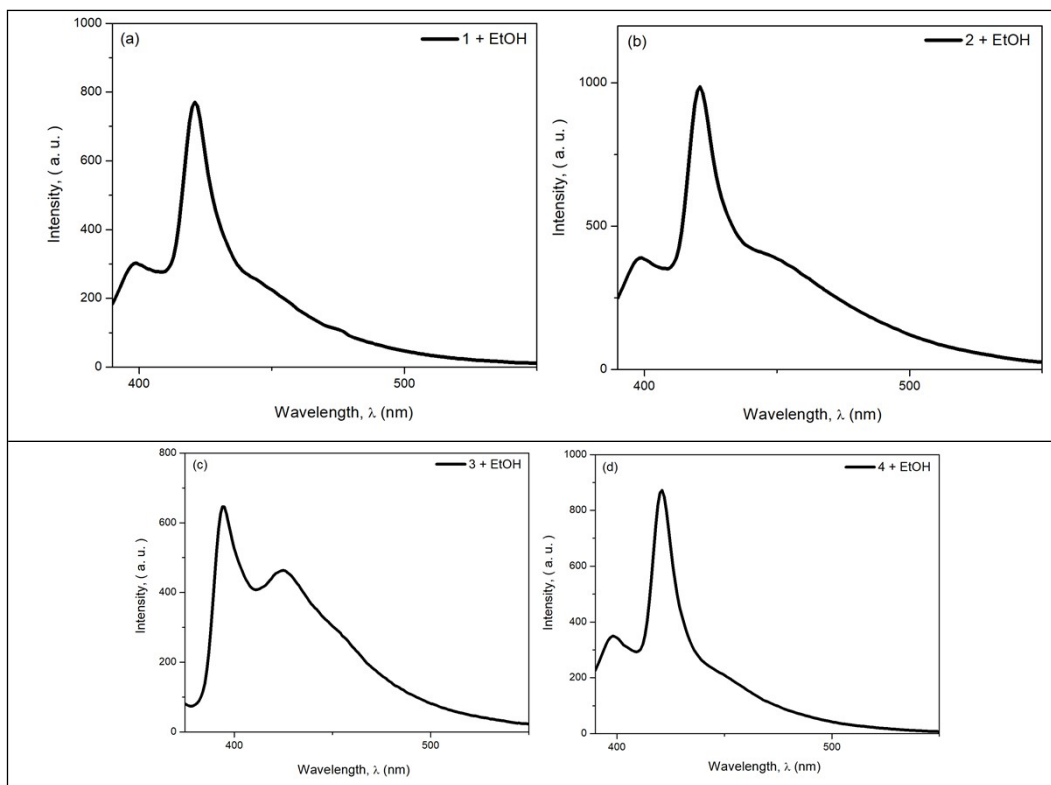 (a)
1 + EtOH
1000
800
600
400
200
0
Intensity, ( a. u. )
400
500
Wavelength, λ (nm)
(b)
2 + EtOH
1000
500
0
Intensity, ( a. u. )
400
500
Wavelength, λ (nm)
(c)
3 + EtOH
800
600
400
200
0
Intensity, ( a. u. )
400
500
Wavelength, λ (nm)
(d)
4 + EtOH
1000
800
600
400
200
0
Intensity, ( a. u. )
400
500
Wavelength, λ (nm)